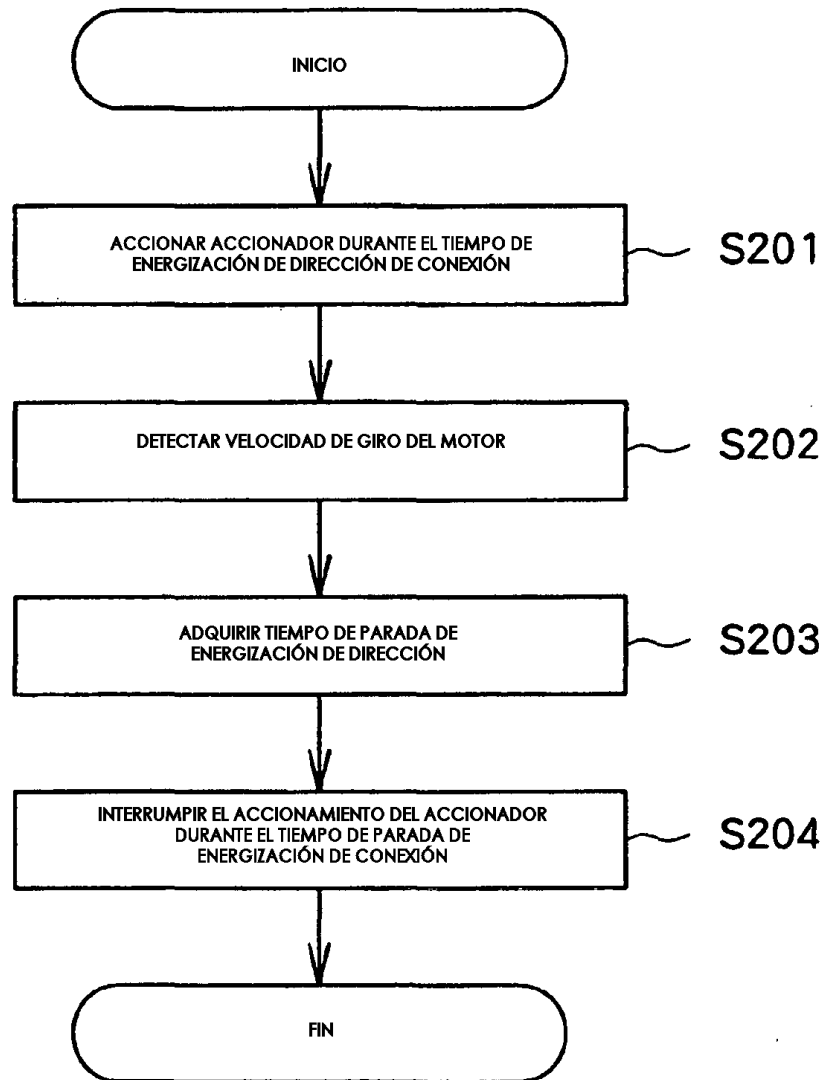 INICIO
ACCIONAR ACCIONADOR DURANTE EL TIEMPO DE
ENERGIZACIÓN DE DIRECCIÓN DE CONEXIÓN
S201
DETECTAR VELOCIDAD DE GIRO DEL MOTOR
S202
ADQUIRIR TIEMPO DE PARADA DE
ENERGIZACIÓN DE DIRECCIÓN
S203
INTERRUMPIR EL ACCIONAMIENTO DEL ACCIONADOR
DURANTE EL TIEMPO DE PARADA DE
ENERGIZACIÓN DE CONEXIÓN
S204
FIN